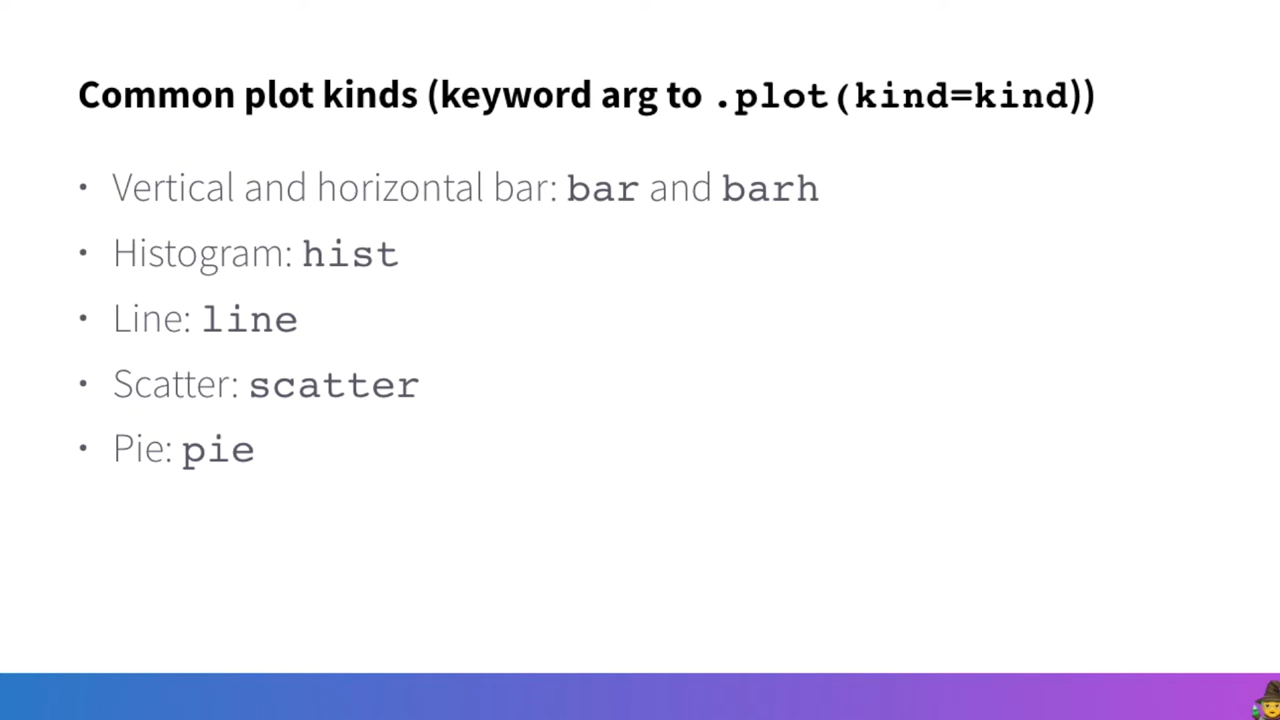 Common plot kinds (keyword arg to .plot(kind=kind))
• Vertical and horizontal bar: bar and barh
• Histogram: hist
• Line: line
• Scatter: scatter
• Pie: pie